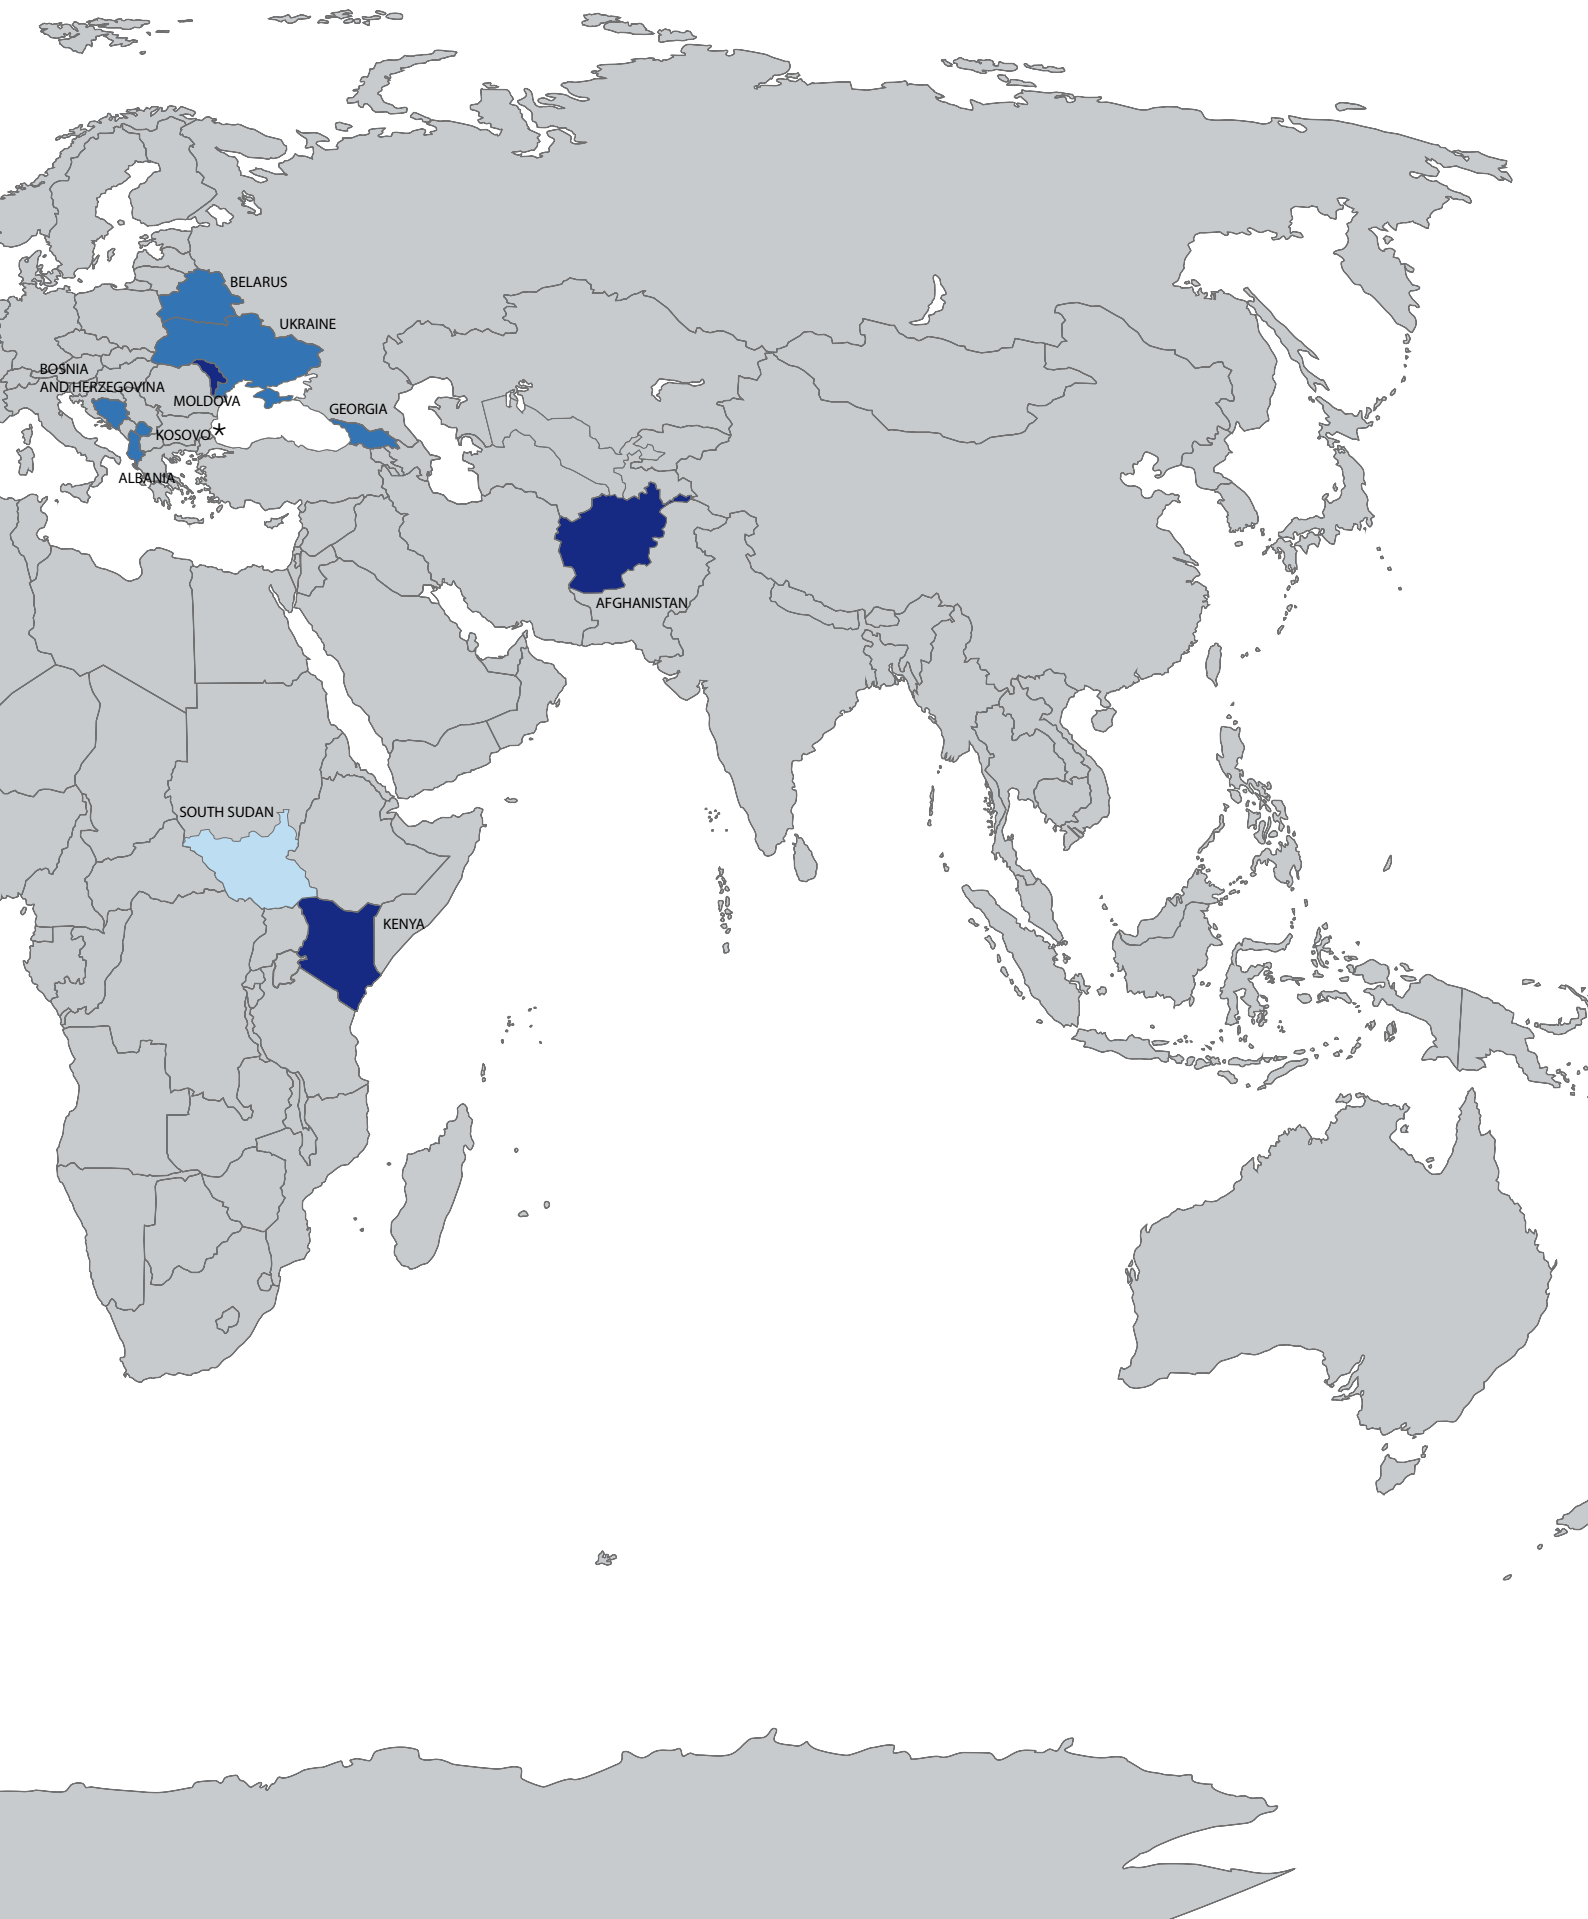 BELARUS
UKRAINE
BOSNIA
AND HERZEGOVINA
MOLDOVA
GEORGIA
KOSOVO*
ALBANIA
AFGHANISTAN
SOUTH SUDAN
KENYA